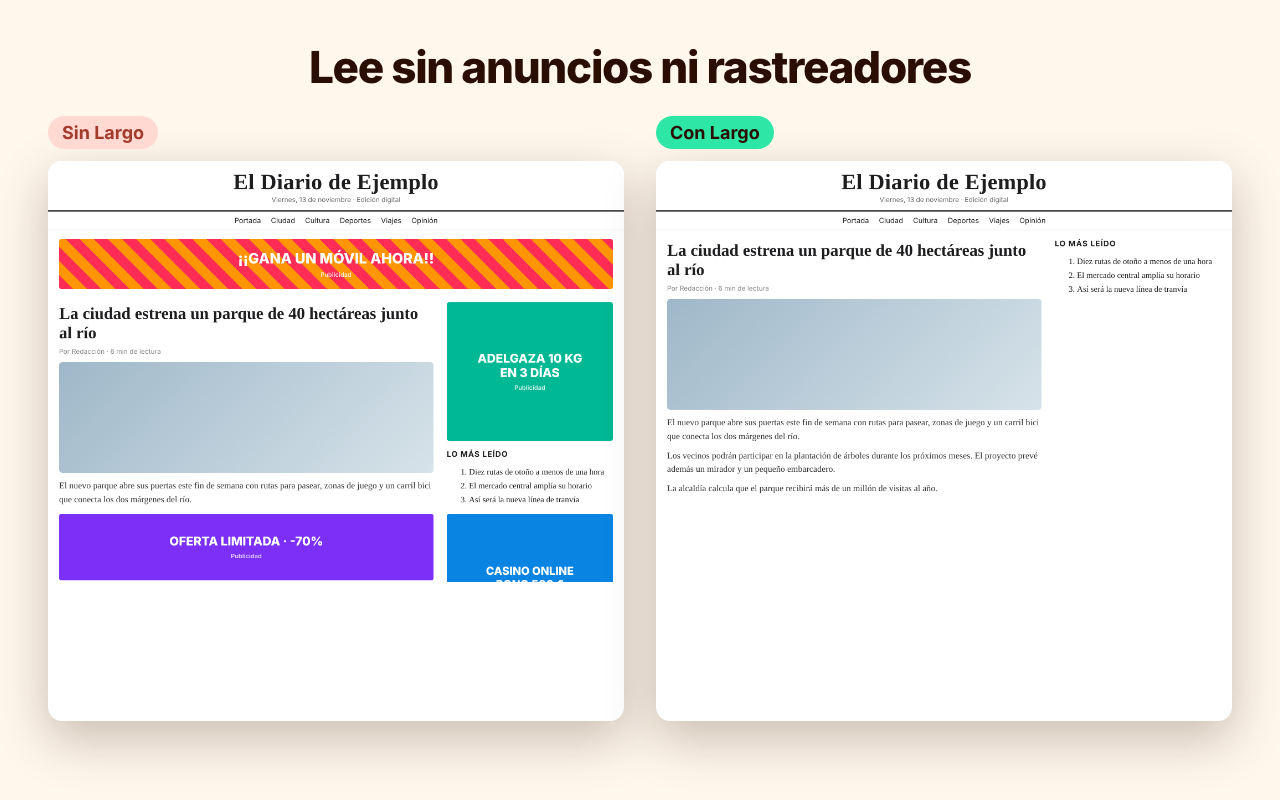 Lee sin anuncios ni rastreadores
Sin Largo
El Diario de Ejemplo
Viernes, 13 de noviembre · Edición digital
Portada Ciudad Cultura Deportes Viajes Opinión
¡¡GANA UN MÓVIL AHORA!!
Publicidad
La ciudad estrena un parque de 40 hectáreas junto
al río
Por Redacción · 6 min de lectura
El nuevo parque abre sus puertas este fin de semana con rutas para pasear, zonas de juego y un carril bici
que conecta los dos márgenes del río.
OFERTA LIMITADA · -70%
Publicidad
ADELGAZA 10 KG
EN 3 DÍAS
Publicidad
LO MÁS LEÍDO
1. Diez rutas de otoño a menos de una hora
2. El mercado central amplía su horario
3. Así será la nueva línea de tranvía
CASINO ONLINE
Con Largo
El Diario de Ejemplo
Viernes, 13 de noviembre · Edición digital
Portada Ciudad Cultura Deportes Viajes Opinión
La ciudad estrena un parque de 40 hectáreas junto
al río
Por Redacción · 6 min de lectura
El nuevo parque abre sus puertas este fin de semana con rutas para pasear, zonas de juego y un carril bici
que conecta los dos márgenes del río.
Los vecinos podrán participar en la plantación de árboles durante los próximos meses. El proyecto prevé
además un mirador y un pequeño embarcadero.
La alcaldía calcula que el parque recibirá más de un millón de visitas al año.
LO MÁS LEÍDO
1. Diez rutas de otoño a menos de una hora
2. El mercado central amplía su horario
3. Así será la nueva línea de tranvía